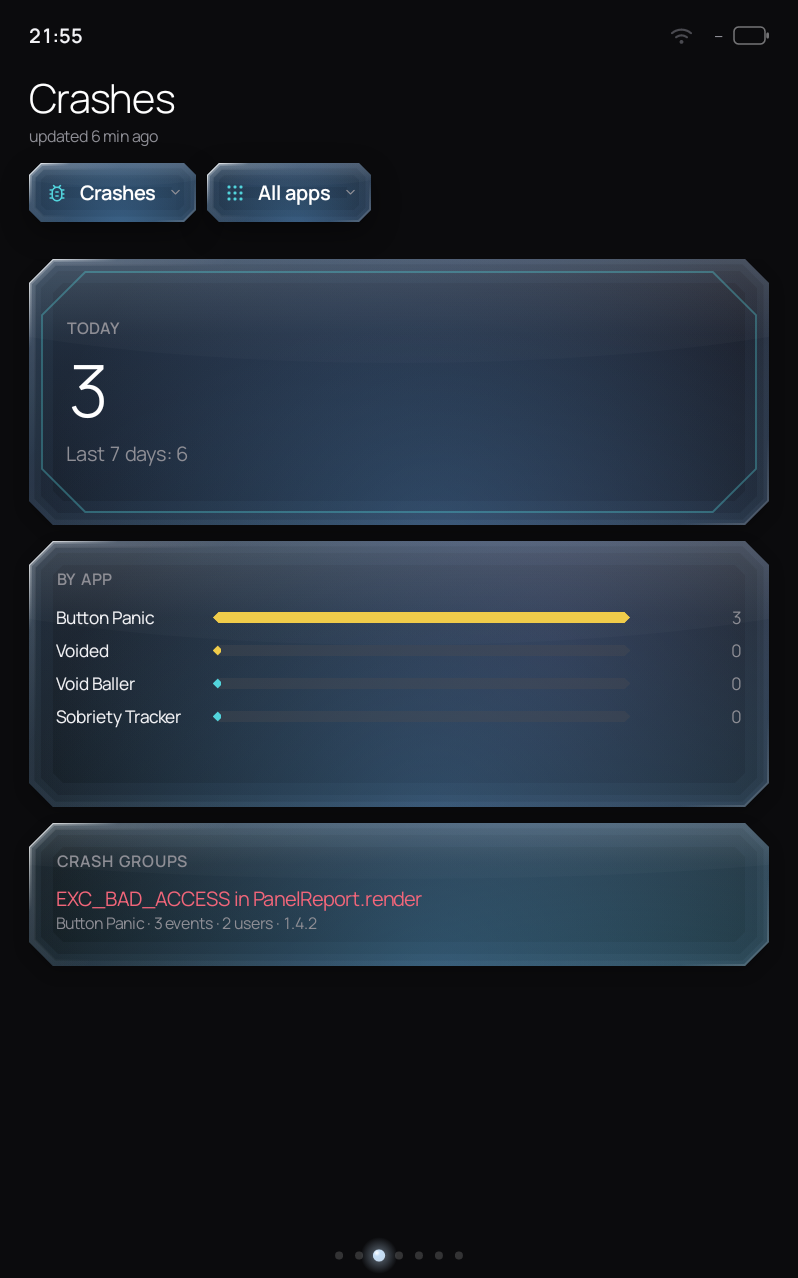 21:55
–
Crashes
updated 6 min ago
Crashes
All apps
TODAY
3
Last 7 days: 6
BY APP
Button Panic 3
Voided 0
Void Baller 0
Sobriety Tracker 0
CRASH GROUPS
EXC_BAD_ACCESS in PanelReport.render
Button Panic · 3 events · 2 users · 1.4.2